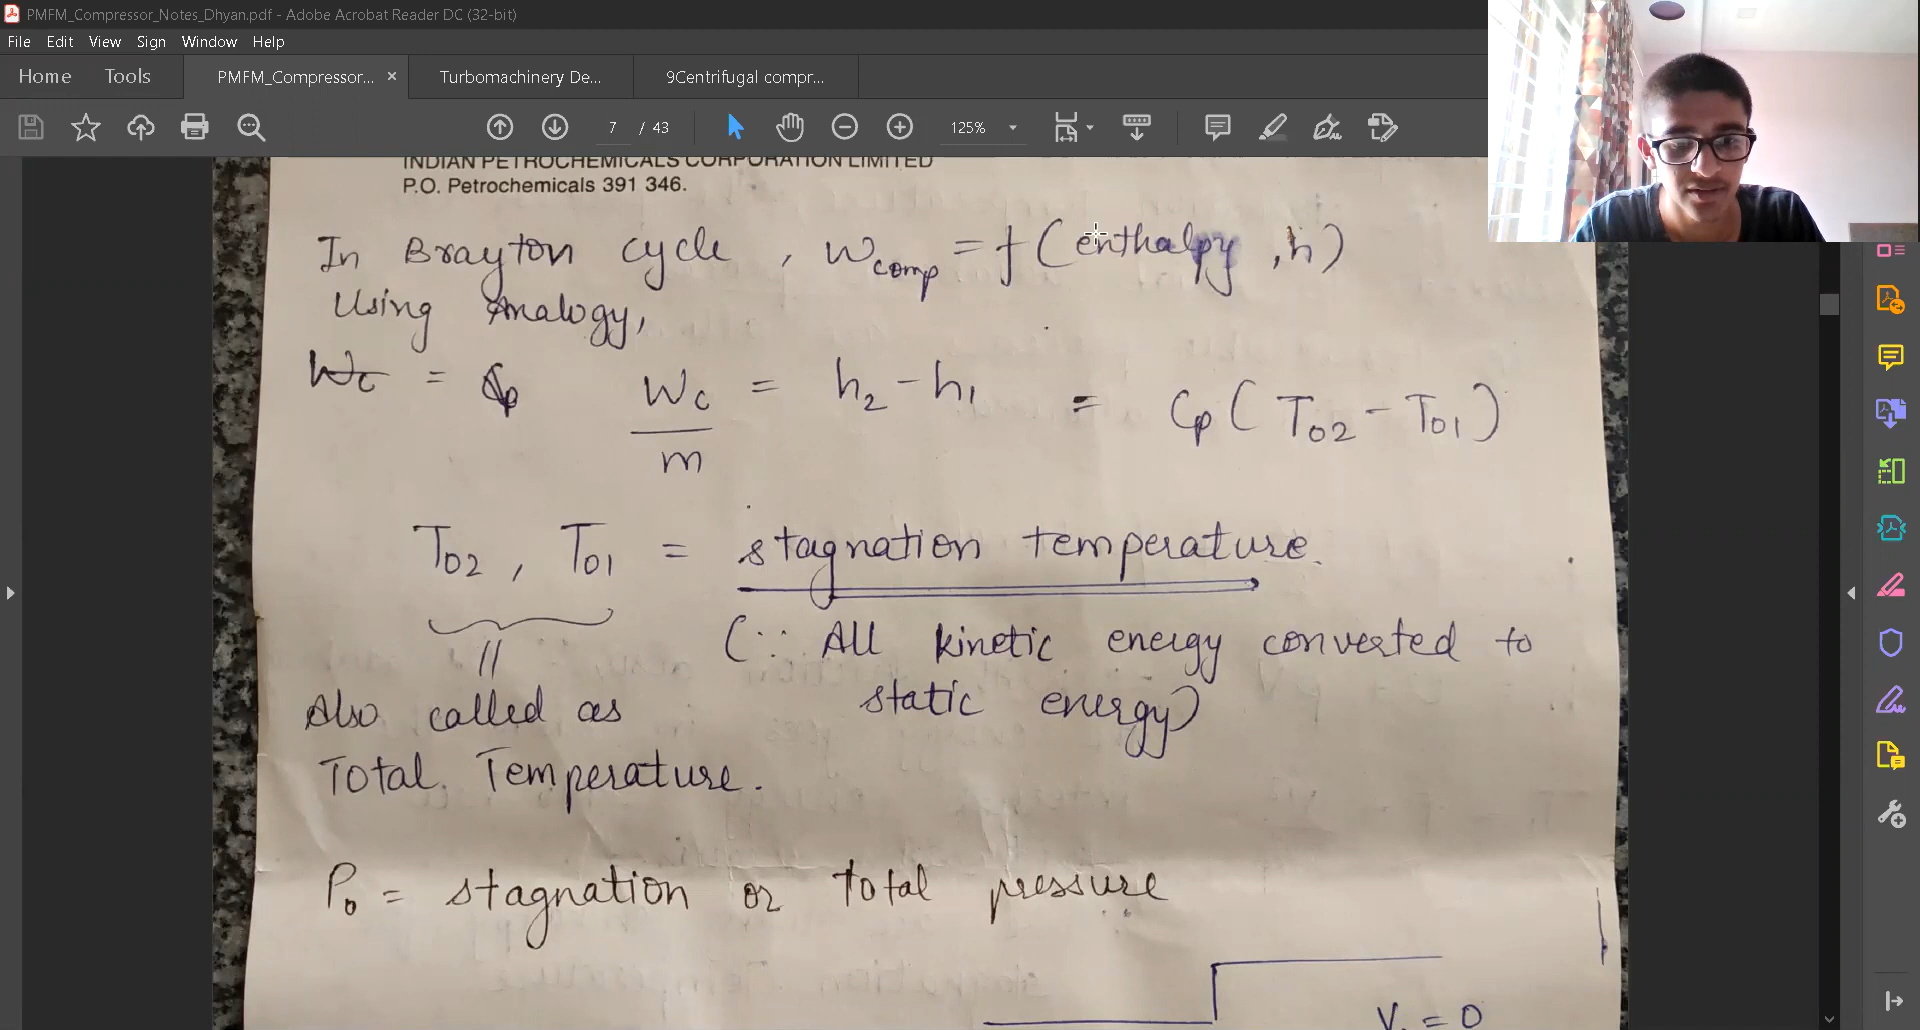 PMFM_Compressor_Notes_Dhyan.pdf - Adobe Acrobat Reader DC (32-bit)
File Edit View Sign Window Help
Home Tools PMFM_Compressor... × Turbomachinery De... 9Centrifugal compr...
7 / 43 125%
INDIAN PETROCHEMICALS CORPORATION LIMITED
P.O. Petrochemicals 391 346.
In Brayton cycle , Wcomp = f (enthalpy , h)
Using Analogy,
Wc = Cp Wc/m = h2 - h1 = Cp ( T02 - T01 )
T02 , T01 = stagnation temperature.
(∵ All kinetic energy converted to
static energy)
Also called as
Total Temperature.
P0 = stagnation or total pressure
= 0